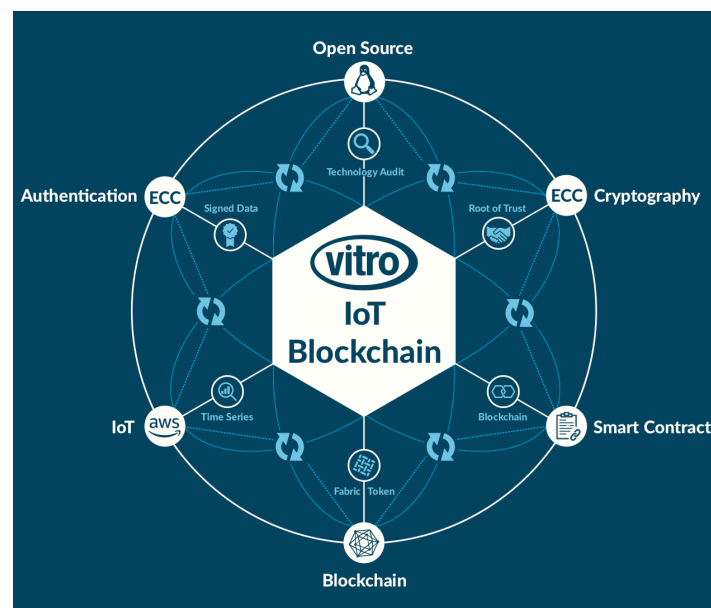 Open Source
Technology Audit
Authentication
ECC
ECC
Cryptography
Signed Data
Root of Trust
vitro
IoT
Blockchain
Time Series
Blockchain
IoT
aws
Smart Contract
Fabric Token
Blockchain